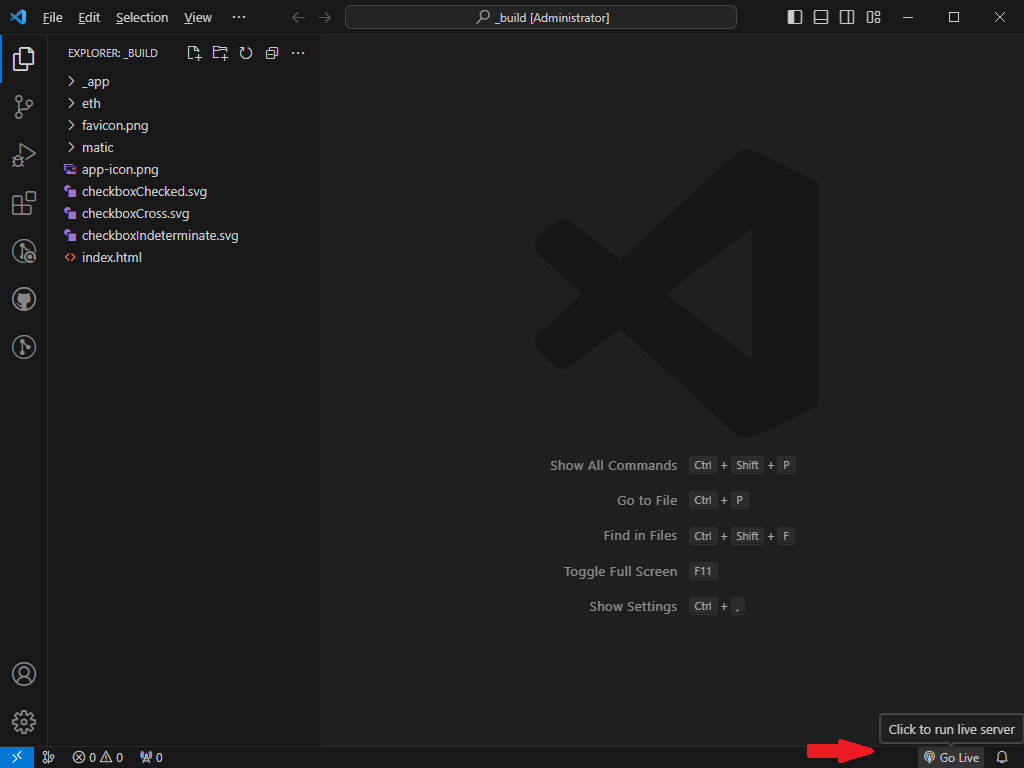 File Edit Selection View ··· _build [Administrator]
EXPLORER: _BUILD
_app
eth
favicon.png
matic
app-icon.png
checkboxChecked.svg
checkboxCross.svg
checkboxIndeterminate.svg
index.html
Show All Commands Ctrl + Shift + P
Go to File Ctrl + P
Find in Files Ctrl + Shift + F
Toggle Full Screen F11
Show Settings Ctrl + ,
Click to run live server
0 0 0 Go Live